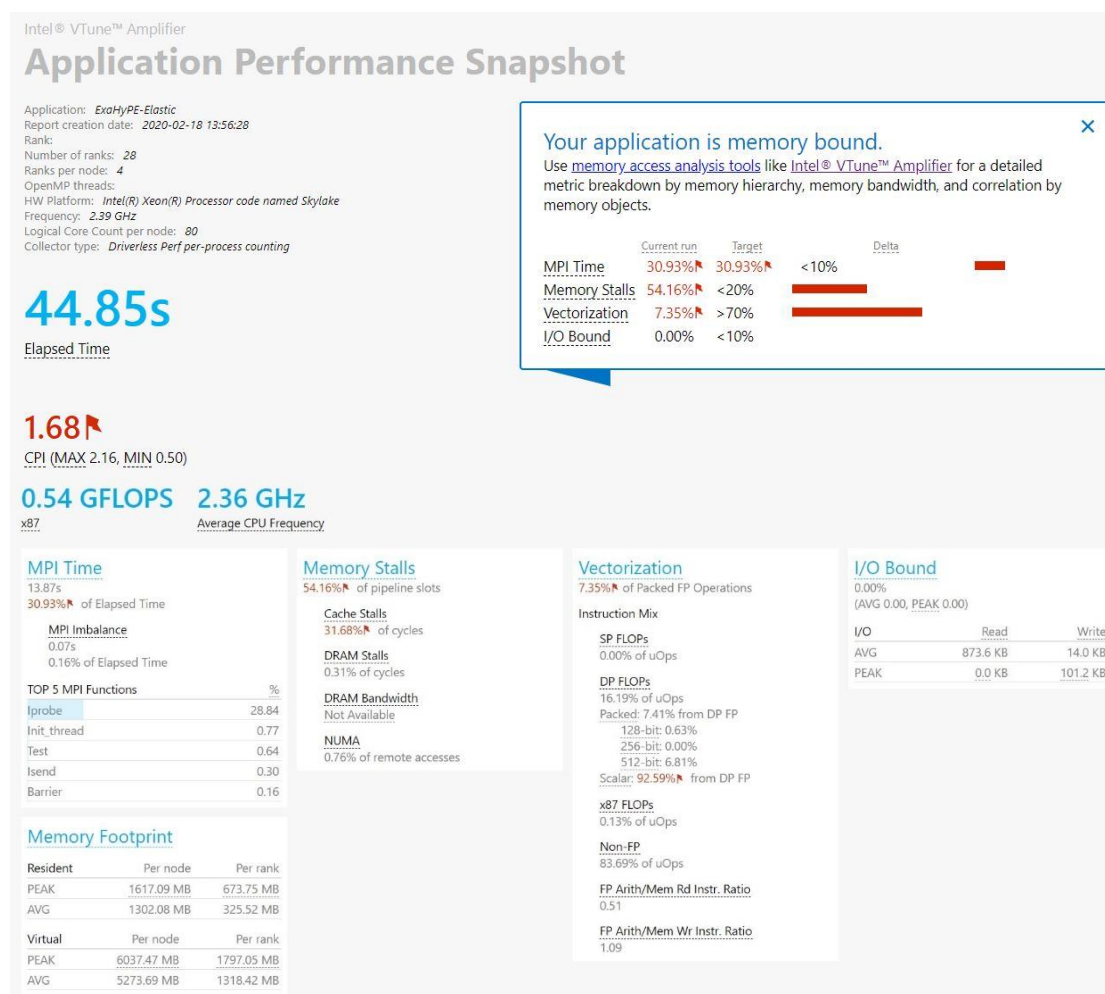 Intel® VTune™ Amplifier
Application Performance Snapshot
Application: ExaHyPE-Elastic
Report creation date: 2020-02-18 13:56:28
Rank:
Number of ranks: 28
Ranks per node: 4
OpenMP threads:
HW Platform: Intel(R) Xeon(R) Processor code named Skylake
Frequency: 2.39 GHz
Logical Core Count per node: 80
Collector type: Driverless Perf per-process counting
44.85s
Elapsed Time
Your application is memory bound.
Use memory access analysis tools like Intel® VTune™ Amplifier for a detailed
metric breakdown by memory hierarchy, memory bandwidth, and correlation by
memory objects.
Current run Target Delta
MPI Time 30.93% 30.93% <10%
Memory Stalls 54.16% <20%
Vectorization 7.35% >70%
I/O Bound 0.00% <10%
1.68
CPI (MAX 2.16, MIN 0.50)
0.54 GFLOPS 2.36 GHz
x87 Average CPU Frequency
MPI Time
13.87s
30.93% of Elapsed Time
MPI Imbalance
0.07s
0.16% of Elapsed Time
TOP 5 MPI Functions %
Iprobe 28.84
Init_thread 0.77
Test 0.64
Isend 0.30
Barrier 0.16
Memory Footprint
Resident Per node Per rank
PEAK 1617.09 MB 673.75 MB
AVG 1302.08 MB 325.52 MB
Virtual Per node Per rank
PEAK 6037.47 MB 1797.05 MB
AVG 5273.69 MB 1318.42 MB
Memory Stalls
54.16% of pipeline slots
Cache Stalls
31.68% of cycles
DRAM Stalls
0.31% of cycles
DRAM Bandwidth
Not Available
NUMA
0.76% of remote accesses
Vectorization
7.35% of Packed FP Operations
Instruction Mix
SP FLOPs
0.00% of uOps
DP FLOPs
16.19% of uOps
Packed: 7.41% from DP FP
128-bit: 0.63%
256-bit: 0.00%
512-bit: 6.81%
Scalar: 92.59% from DP FP
x87 FLOPs
0.13% of uOps
Non-FP
83.69% of uOps
FP Arith/Mem Rd Instr. Ratio
0.51
FP Arith/Mem Wr Instr. Ratio
1.09
I/O Bound
0.00%
(AVG 0.00, PEAK 0.00)
I/O Read Write
AVG 873.6 KB 14.0 KB
PEAK 0.0 KB 101.2 KB